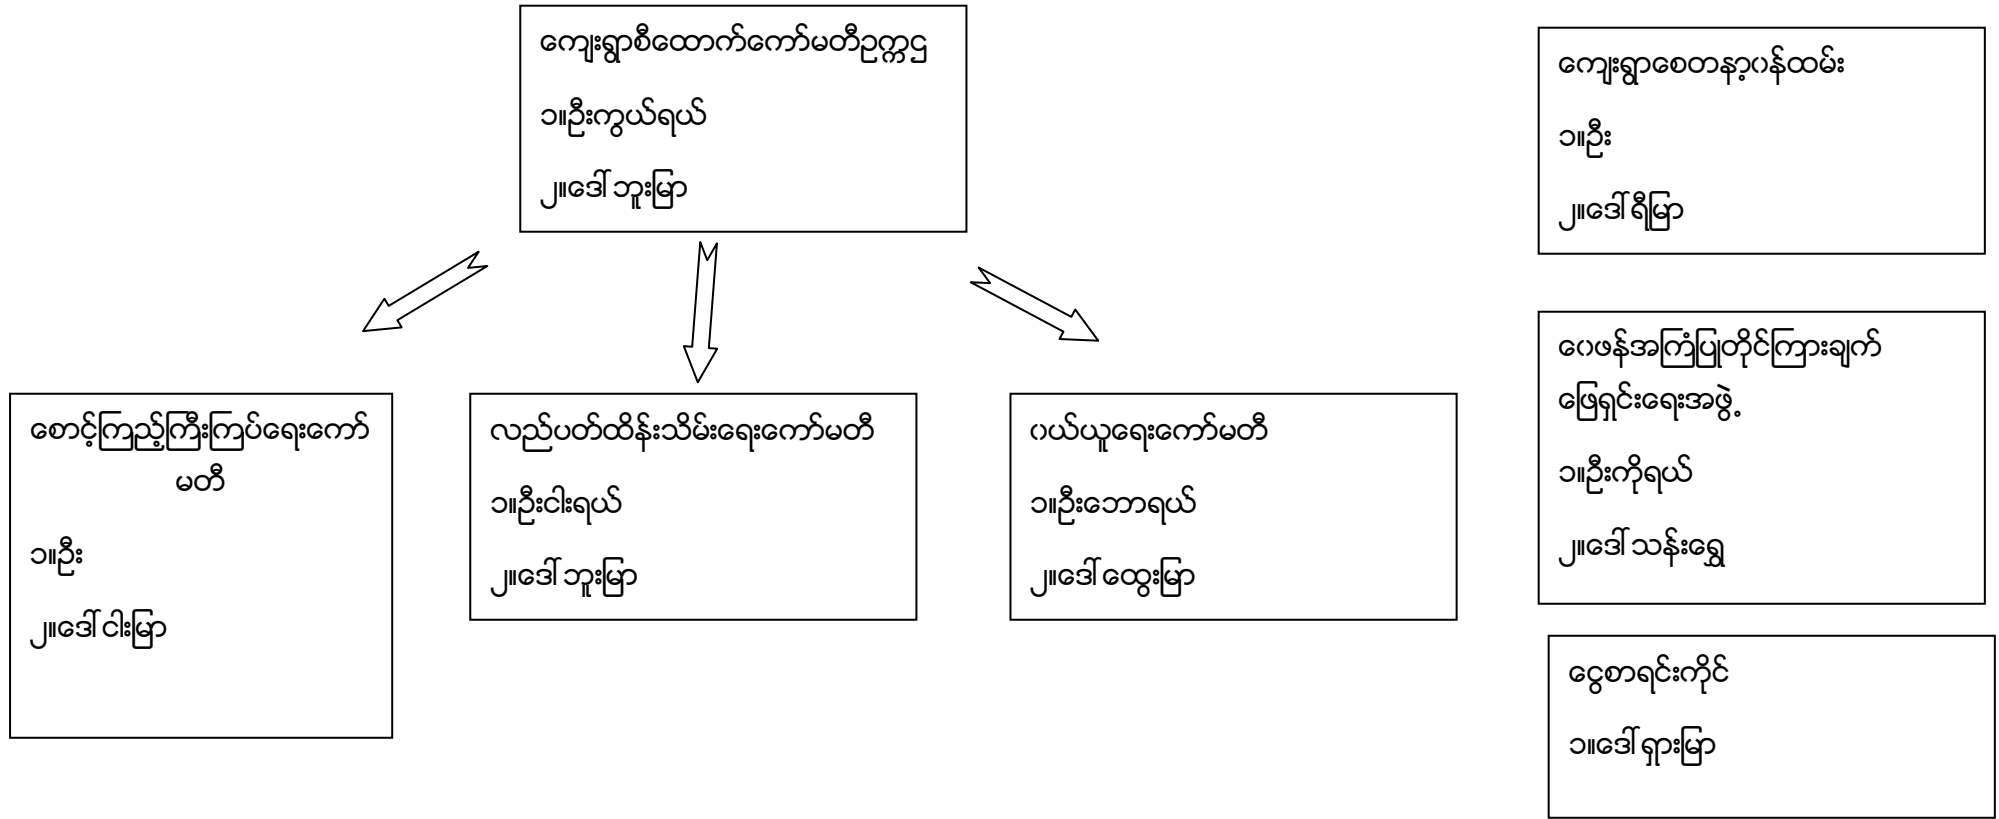 ကျေးရွာစီထောက်ကော်မတီဥက္ကဌ
၁။ဦးကွယ်ရယ်
၂။ဒေါ်ဘူးမြာ
ကျေးရွာစေတနာ့ဝန်ထမ်း
၁။ဦး
၂။ဒေါ်ရီမြာ
စောင့်ကြည့်ကြီးကြပ်ရေးကော်
မတီ
၁။ဦး
၂။ဒေါ်ငါးမြာ
လည်ပတ်ထိန်းသိမ်းရေးကော်မတီ
၁။ဦးငါးရယ်
၂။ဒေါ်ဘူးမြာ
ဝယ်ယူရေးကော်မတီ
၁။ဦးဘောရယ်
၂။ဒေါ်ထွေးမြာ
ဝေဖန်အကြံပြုတိုင်ကြားချက်
ဖြေရှင်းရေးအဖွဲ့
၁။ဦးကိုရယ်
၂။ဒေါ်သန်းရွှေ
ငွေစာရင်းကိုင်
၁။ဒေါ်ရှားမြာ